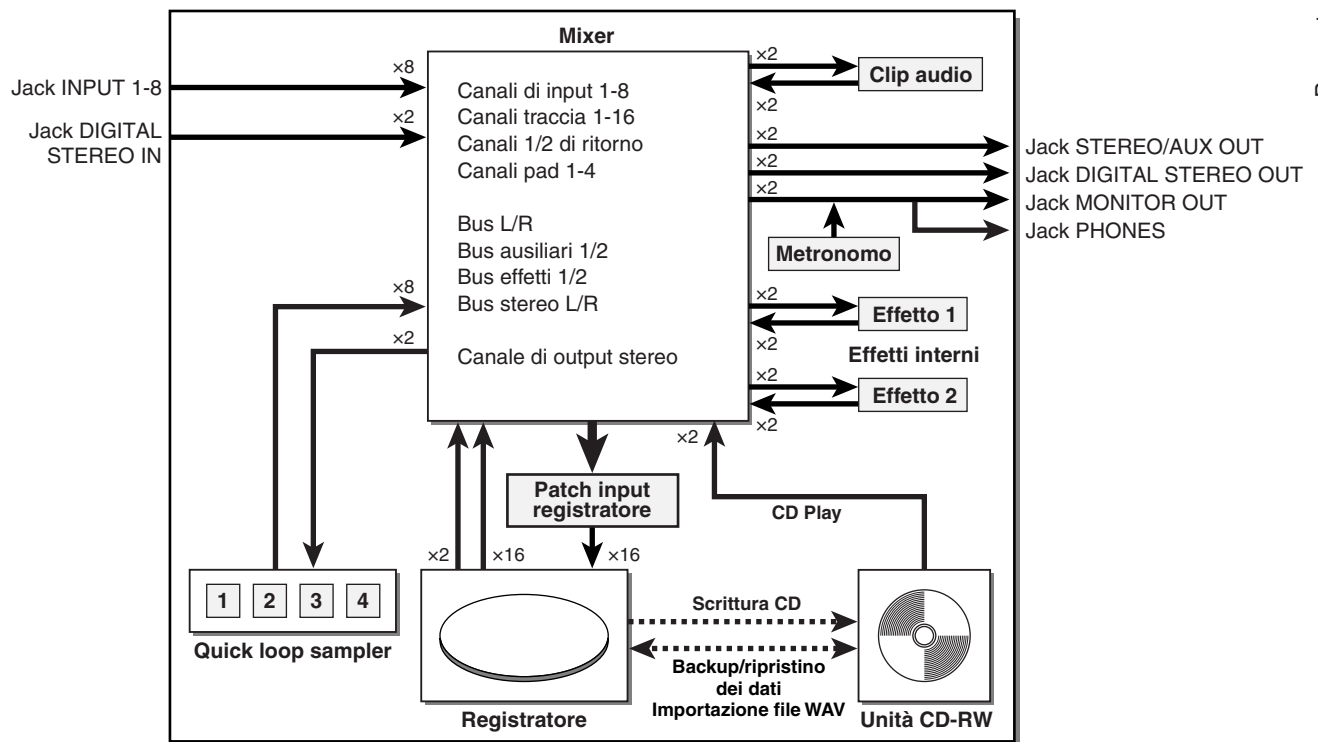 Mixer
Jack INPUT 1-8
×8
Jack DIGITAL
STEREO IN
×2
Canali di input 1-8
Canali traccia 1-16
Canali 1/2 di ritorno
Canali pad 1-4
Bus L/R
Bus ausiliari 1/2
Bus effetti 1/2
Bus stereo L/R
Canale di output stereo
×8
×2
×2
Clip audio
×2
×2
Jack STEREO/AUX OUT
×2
Jack DIGITAL STEREO OUT
×2
Jack MONITOR OUT
Jack PHONES
Metronomo
×2
Effetto 1
×2
Effetti interni
×2
Effetto 2
×2
×2
Patch input
registratore
CD Play
×2
×16
×16
1 2 3 4
Quick loop sampler
Scrittura CD
Backup/ripristino
dei dati
Importazione file WAV
Registratore
Unità CD-RW